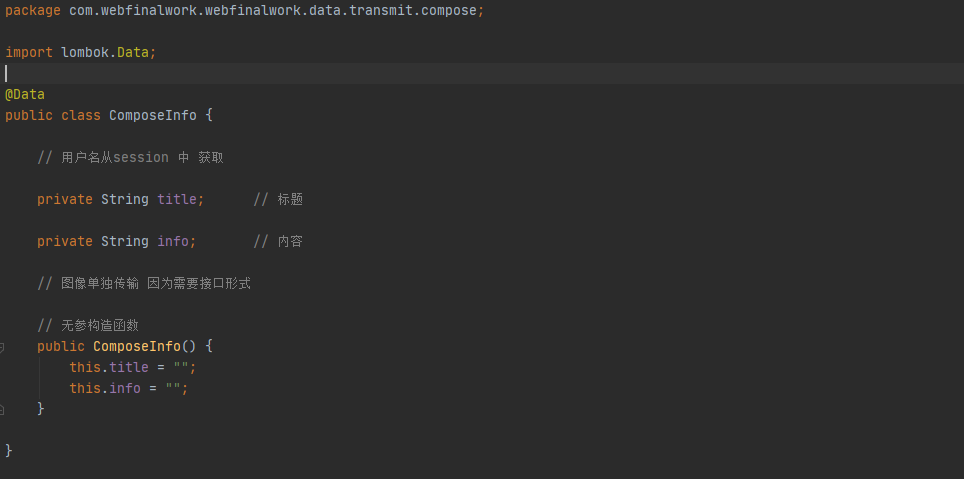 package com.webfinalwork.webfinalwork.data.transmit.compose;
import lombok.Data;
@Data
public class ComposeInfo {
// 用户名从session 中 获取
private String title;      // 标题
private String info;       // 内容
// 图像单独传输 因为需要接口形式
// 无参构造函数
public ComposeInfo() {
this.title = "";
this.info = "";
}
}